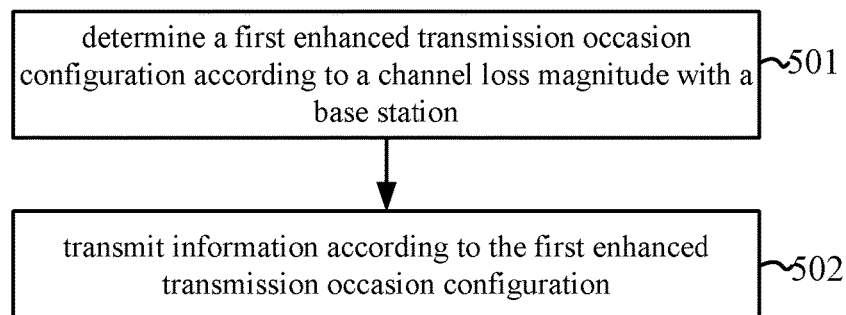 determine a first enhanced transmission occasion
configuration according to a channel loss magnitude with a
base station
501
transmit information according to the first enhanced
transmission occasion configuration
502